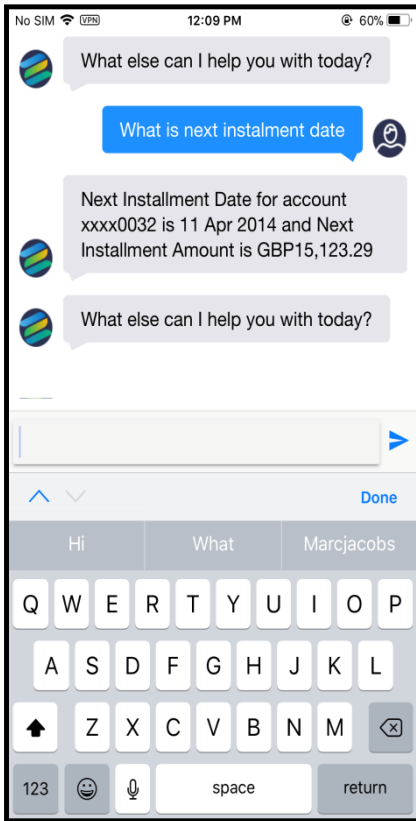 No SIM VPN 12:09 PM 60%
What else can I help you with today?
What is next instalment date
Next Installment Date for account
xxxx0032 is 11 Apr 2014 and Next
Installment Amount is GBP15,123.29
What else can I help you with today?
Done
Hi What Marcjacobs
Q W E R T Y U I O P
A S D F G H J K L
Z X C V B N M
123 space return